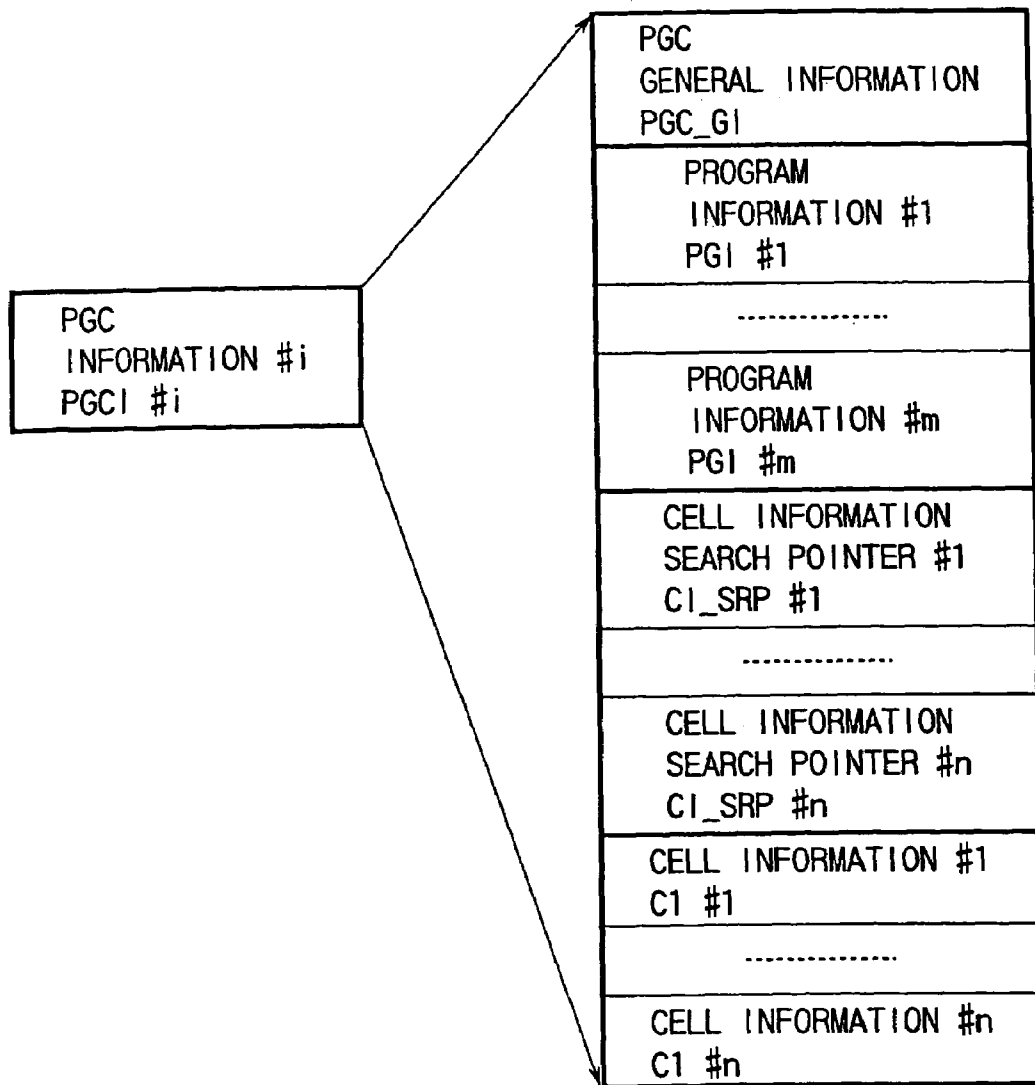 PGC
INFORMATION #i
PGCI #i
PGC
GENERAL INFORMATION
PGC_GI
PROGRAM
INFORMATION #1
PGI #1
PROGRAM
INFORMATION #m
PGI #m
CELL INFORMATION
SEARCH POINTER #1
CI_SRP #1
CELL INFORMATION
SEARCH POINTER #n
CI_SRP #n
CELL INFORMATION #1
C1 #1
CELL INFORMATION #n
C1 #n